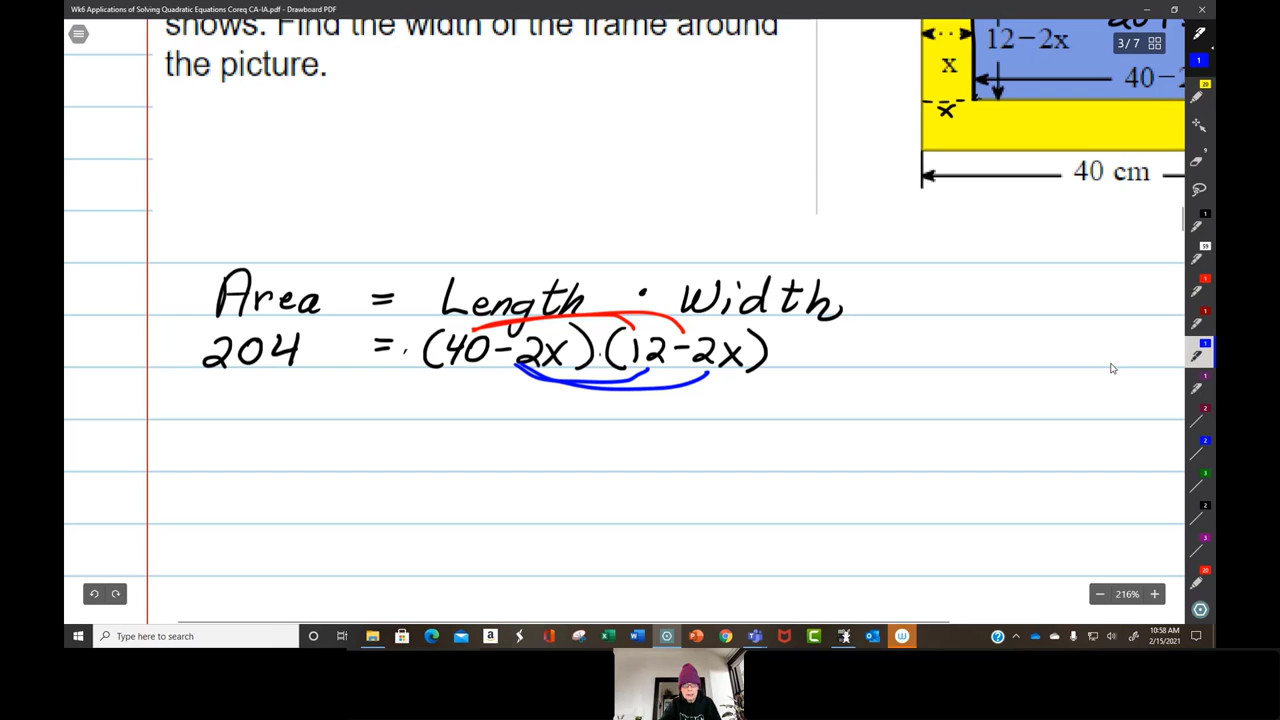 Wk6 Applications of Solving Quadratic Equations Coreq CA-IA.pdf - Drawboard PDF
shows. Find the width of the frame around
the picture.
12-2x
3/7
x
40-2
x
40 cm
Area = Length · Width
204 = (40-2x)·(12-2x)
216%
Type here to search
10:58 AM
2/15/2021